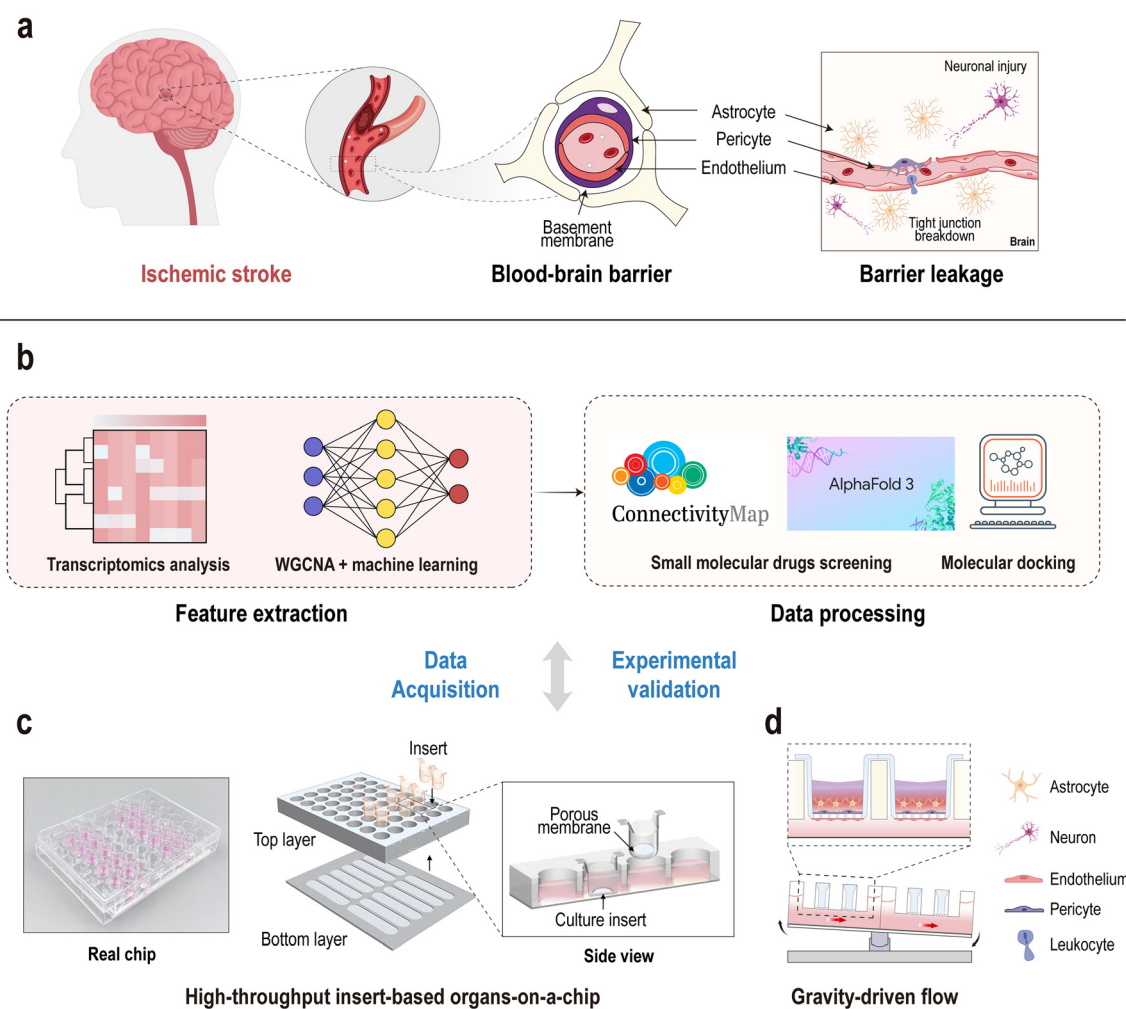 a
Neuronal injury
Astrocyte
Pericyte
Endothelium
Basement
membrane
Tight junction
breakdown
Brain
Ischemic stroke
Blood-brain barrier
Barrier leakage
b
ConnectivityMap
AlphaFold 3
Transcriptomics analysis
WGCNA + machine learning
Small molecular drugs screening
Molecular docking
Feature extraction
Data processing
Data
Acquisition
Experimental
validation
c
Insert
Top layer
Bottom layer
Porous
membrane
Culture insert
Real chip
Side view
High-throughput insert-based organs-on-a-chip
d
Astrocyte
Neuron
Endothelium
Pericyte
Leukocyte
Gravity-driven flow